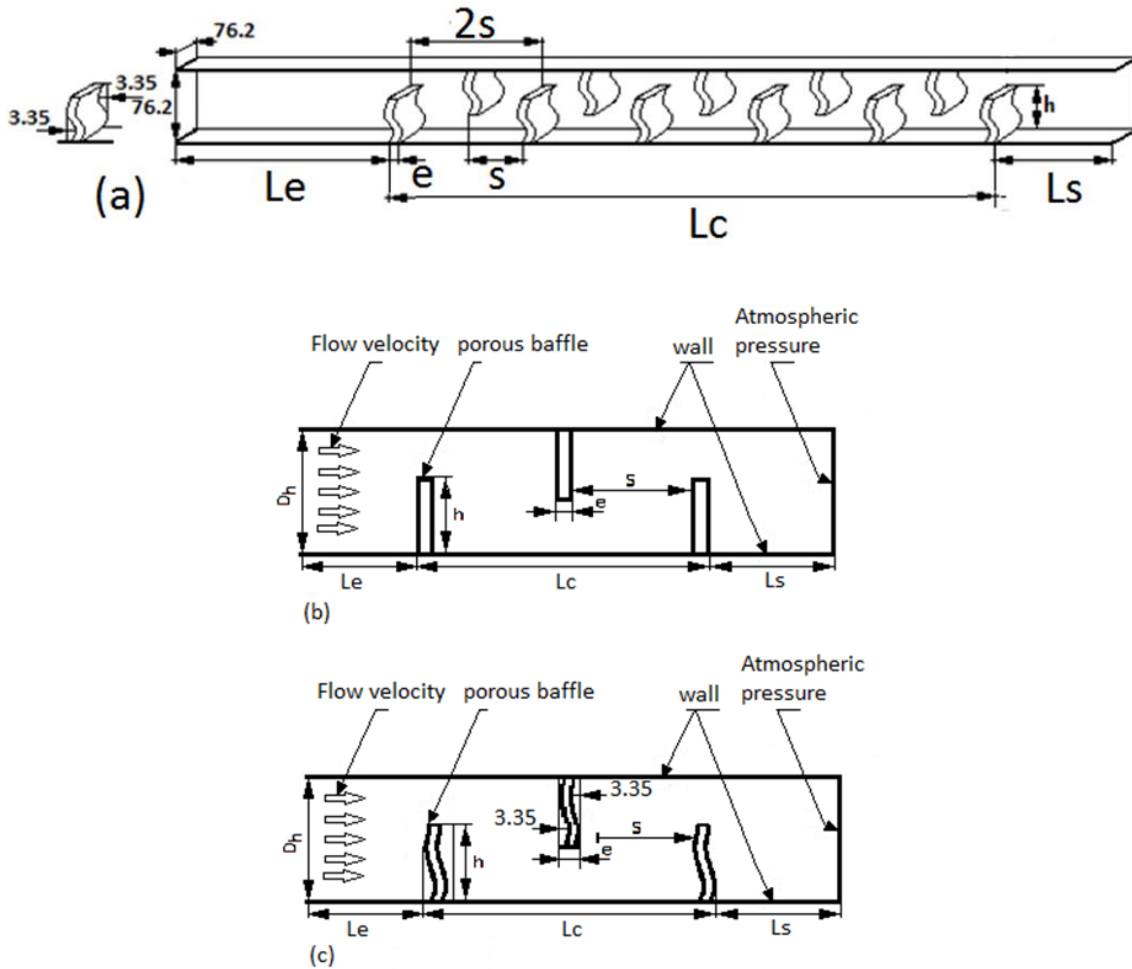 76.2
2s
3.35
76.2
3.35
h
(a)
Le
e
s
Ls
Lc
Atmospheric
pressure
Flow velocity
porous baffle
wall
Dh
h
s
e
Le
Lc
Ls
(b)
Atmospheric
pressure
Flow velocity
porous baffle
wall
3.35
3.35
s
Dh
h
e
Le
Lc
Ls
(c)